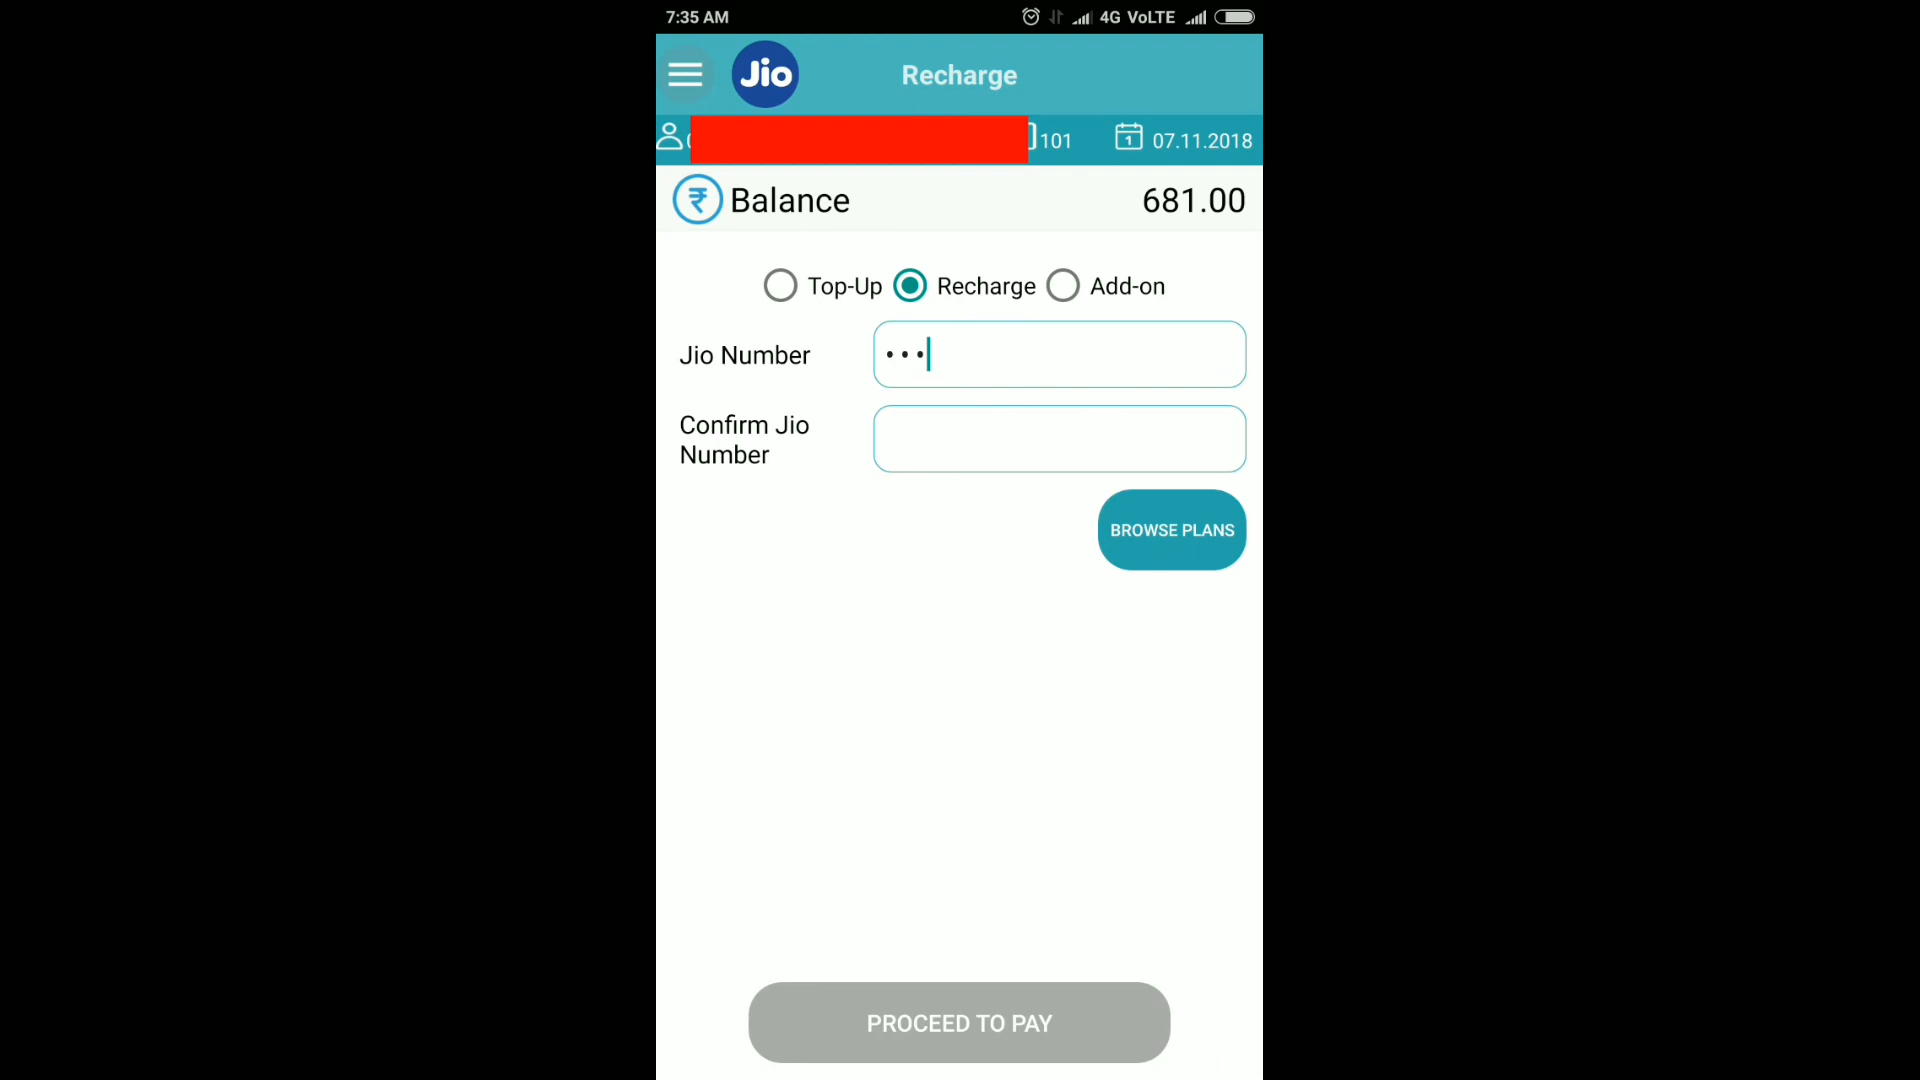 7:35 AM 4G VoLTE
Jio Recharge
101 1 07.11.2018
₹ Balance 681.00
Top-Up Recharge Add-on
Jio Number •••
Confirm Jio
Number
BROWSE PLANS
PROCEED TO PAY